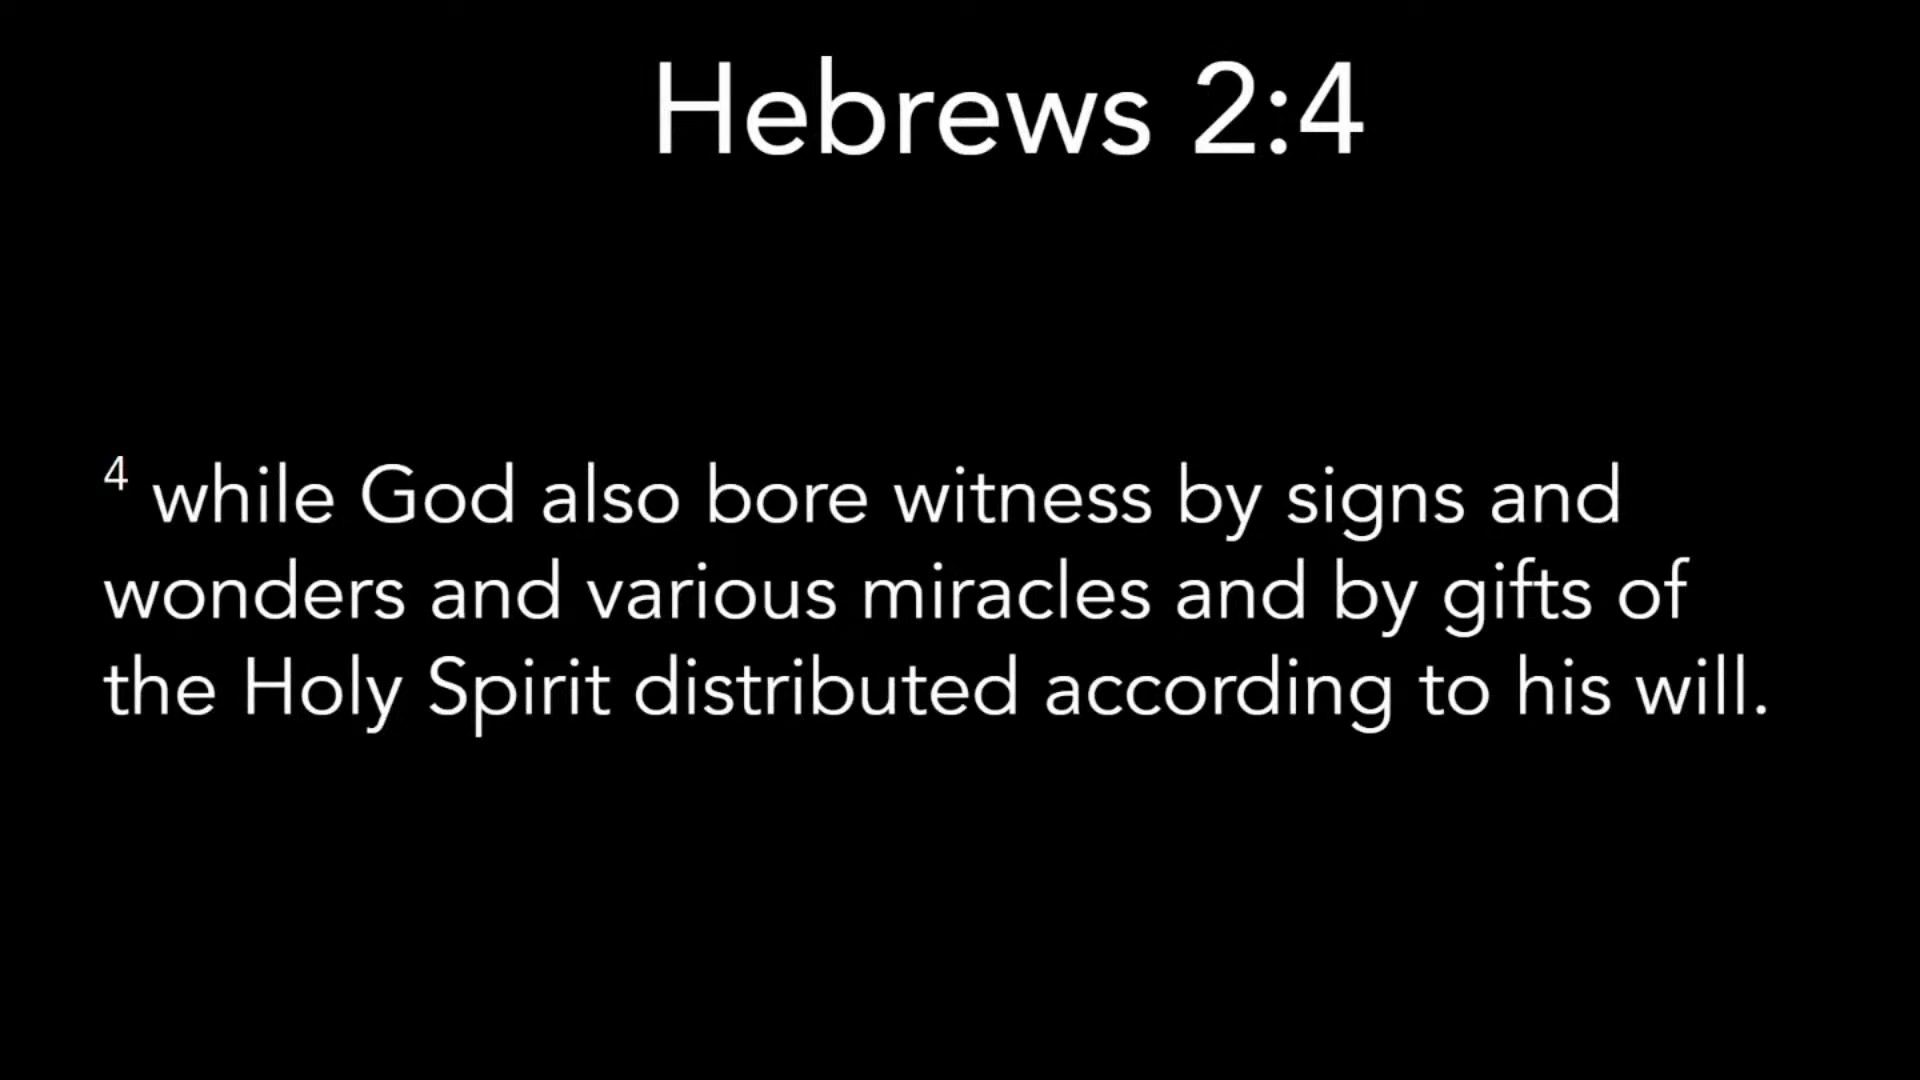 Hebrews 2:4
4 while God also bore witness by signs and
wonders and various miracles and by gifts of
the Holy Spirit distributed according to his will.